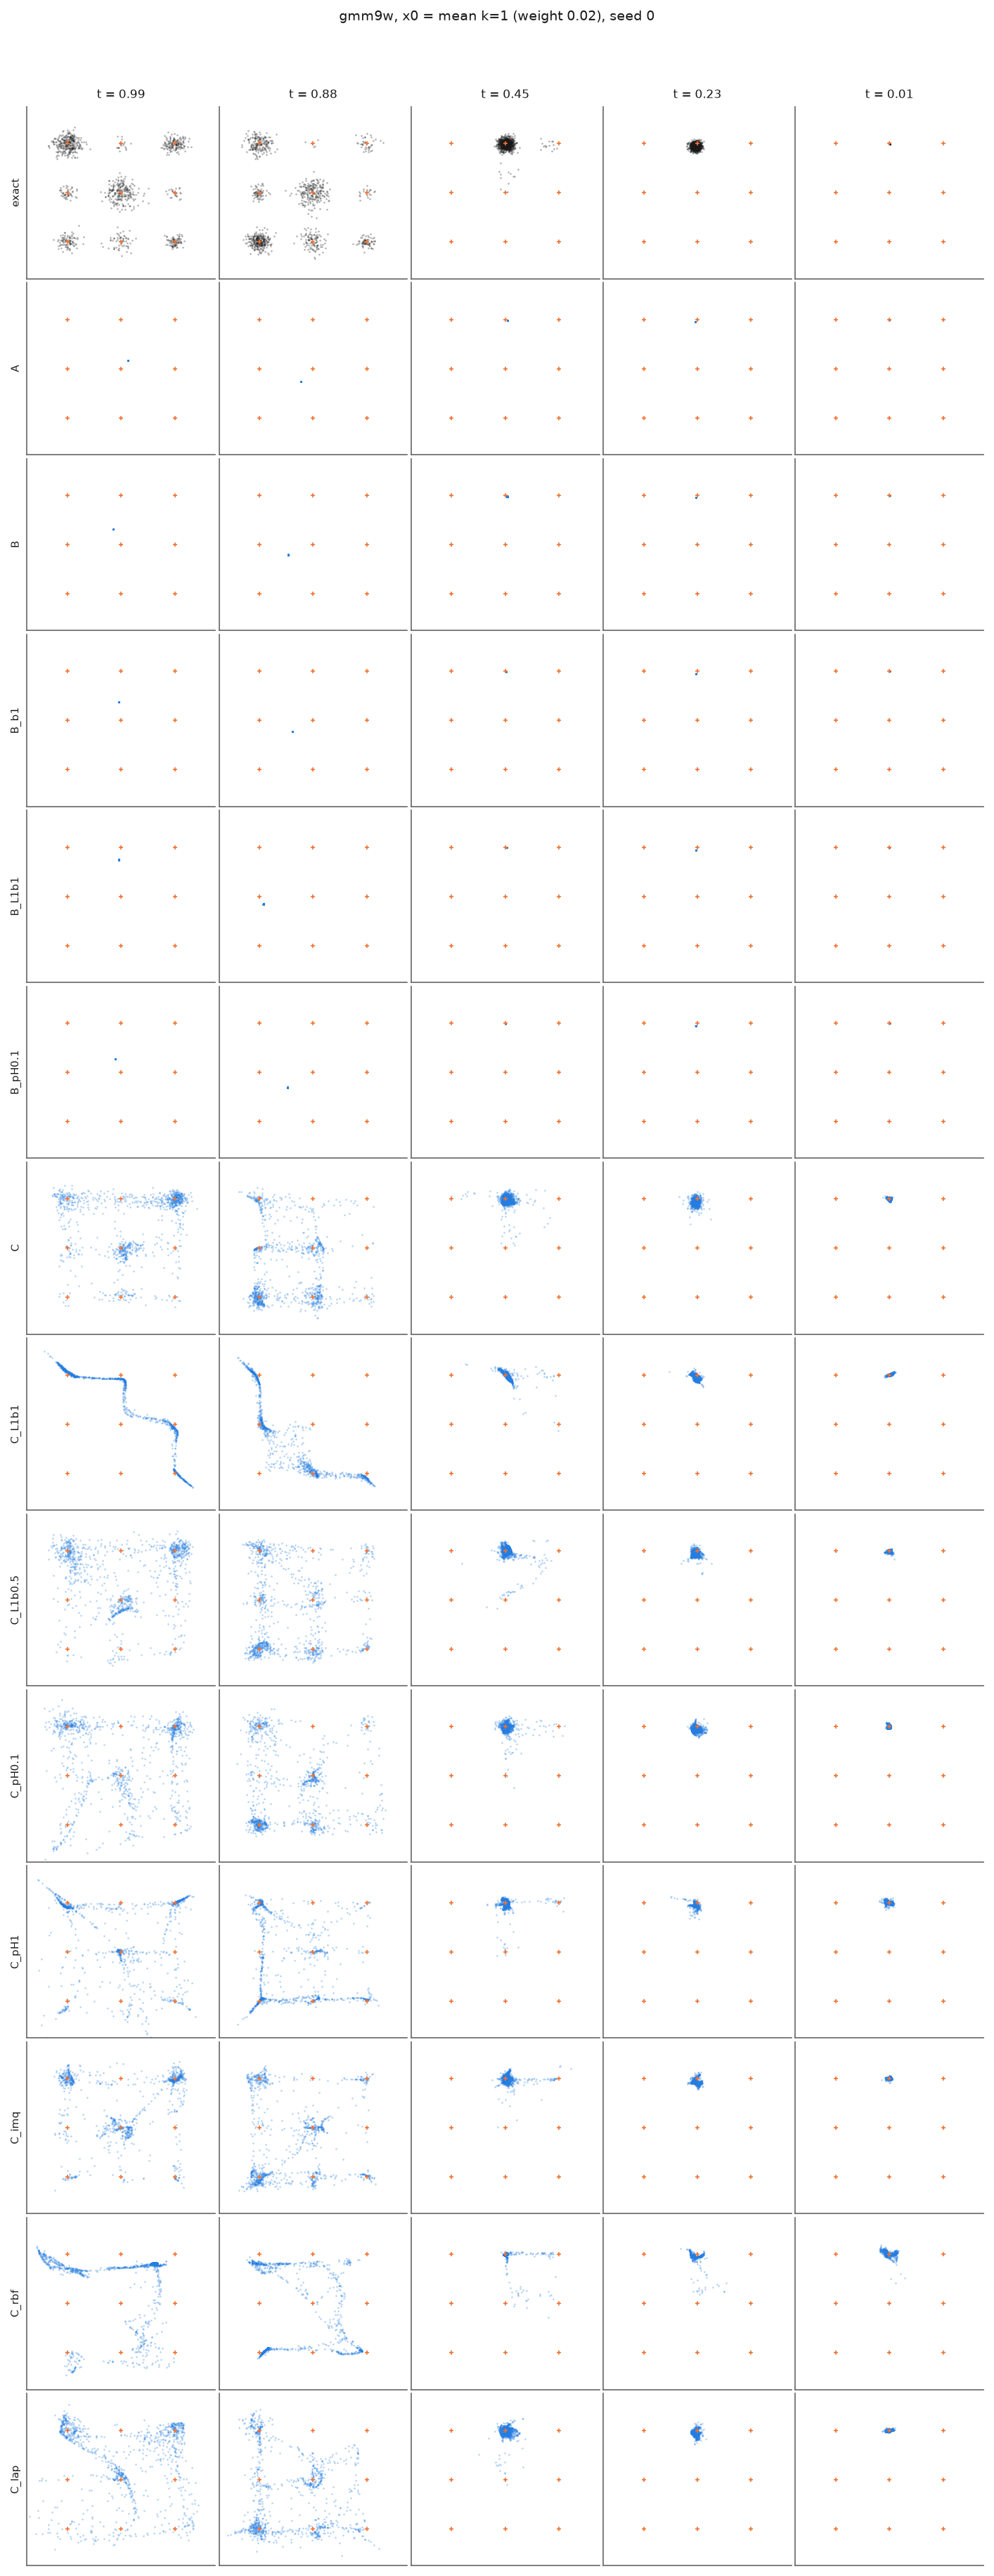 gmm9w, x0 = mean k=1 (weight 0.02), seed 0
t = 0.99
t = 0.88
t = 0.45
t = 0.23
t = 0.01
exact
A
B
B_b1
B_L1b1
B_pH0.1
C
C_L1b1
C_L1b0.5
C_pH0.1
C_pH1
C_imq
C_rbf
C_lap